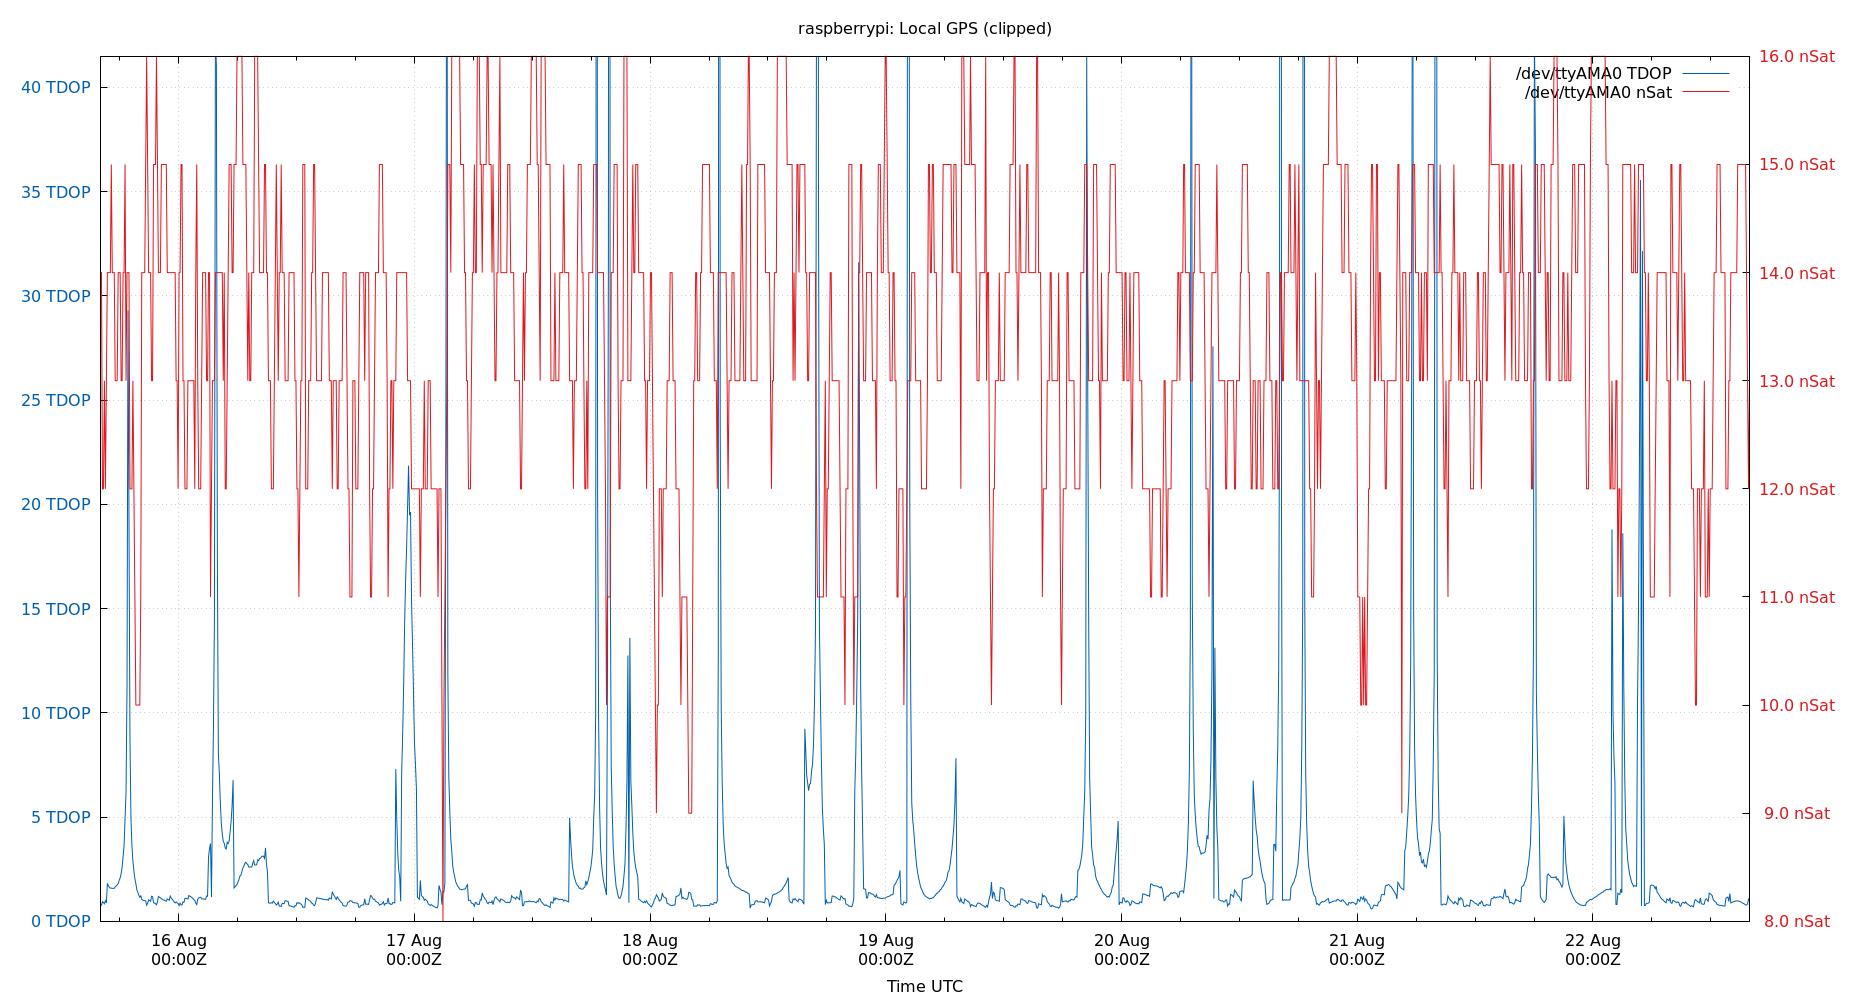 raspberrypi: Local GPS (clipped)
/dev/ttyAMA0 TDOP
/dev/ttyAMA0 nSat
40 TDOP
35 TDOP
30 TDOP
25 TDOP
20 TDOP
15 TDOP
10 TDOP
5 TDOP
0 TDOP
16.0 nSat
15.0 nSat
14.0 nSat
13.0 nSat
12.0 nSat
11.0 nSat
10.0 nSat
9.0 nSat
8.0 nSat
16 Aug 17 Aug 18 Aug 19 Aug 20 Aug 21 Aug 22 Aug
00:00Z 00:00Z 00:00Z 00:00Z 00:00Z 00:00Z 00:00Z
Time UTC